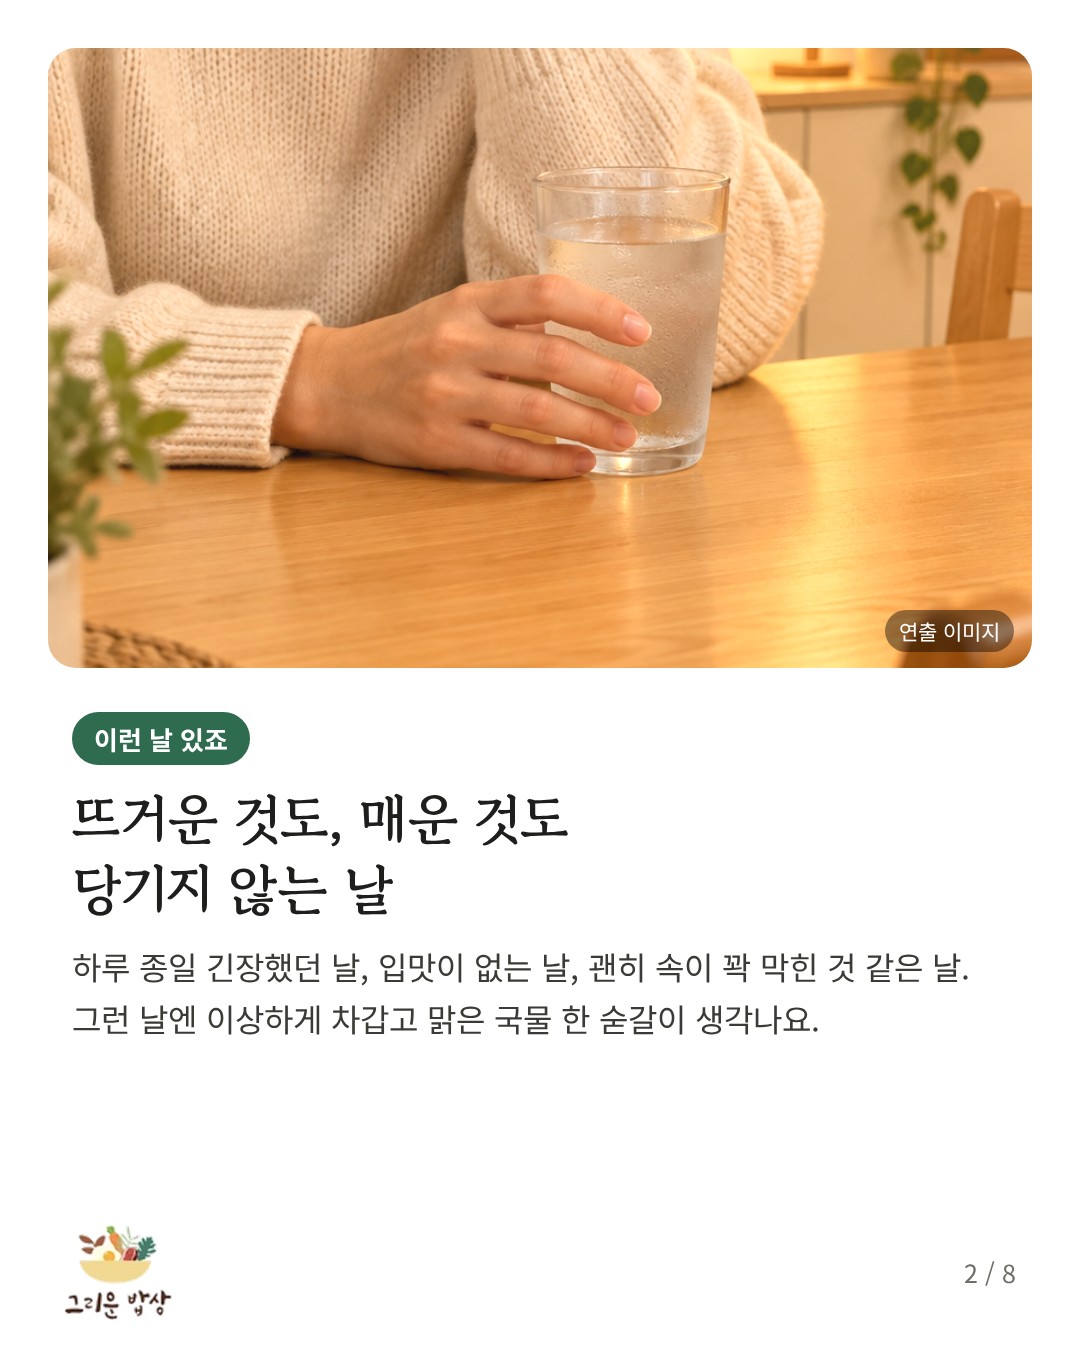 연출 이미지
이런 날 있죠
뜨거운 것도, 매운 것도
당기지 않는 날
하루 종일 긴장했던 날, 입맛이 없는 날, 괜히 속이 꽉 막힌 것 같은 날.
그런 날엔 이상하게 차갑고 맑은 국물 한 숟갈이 생각나요.
그리운 밥상
2 / 8